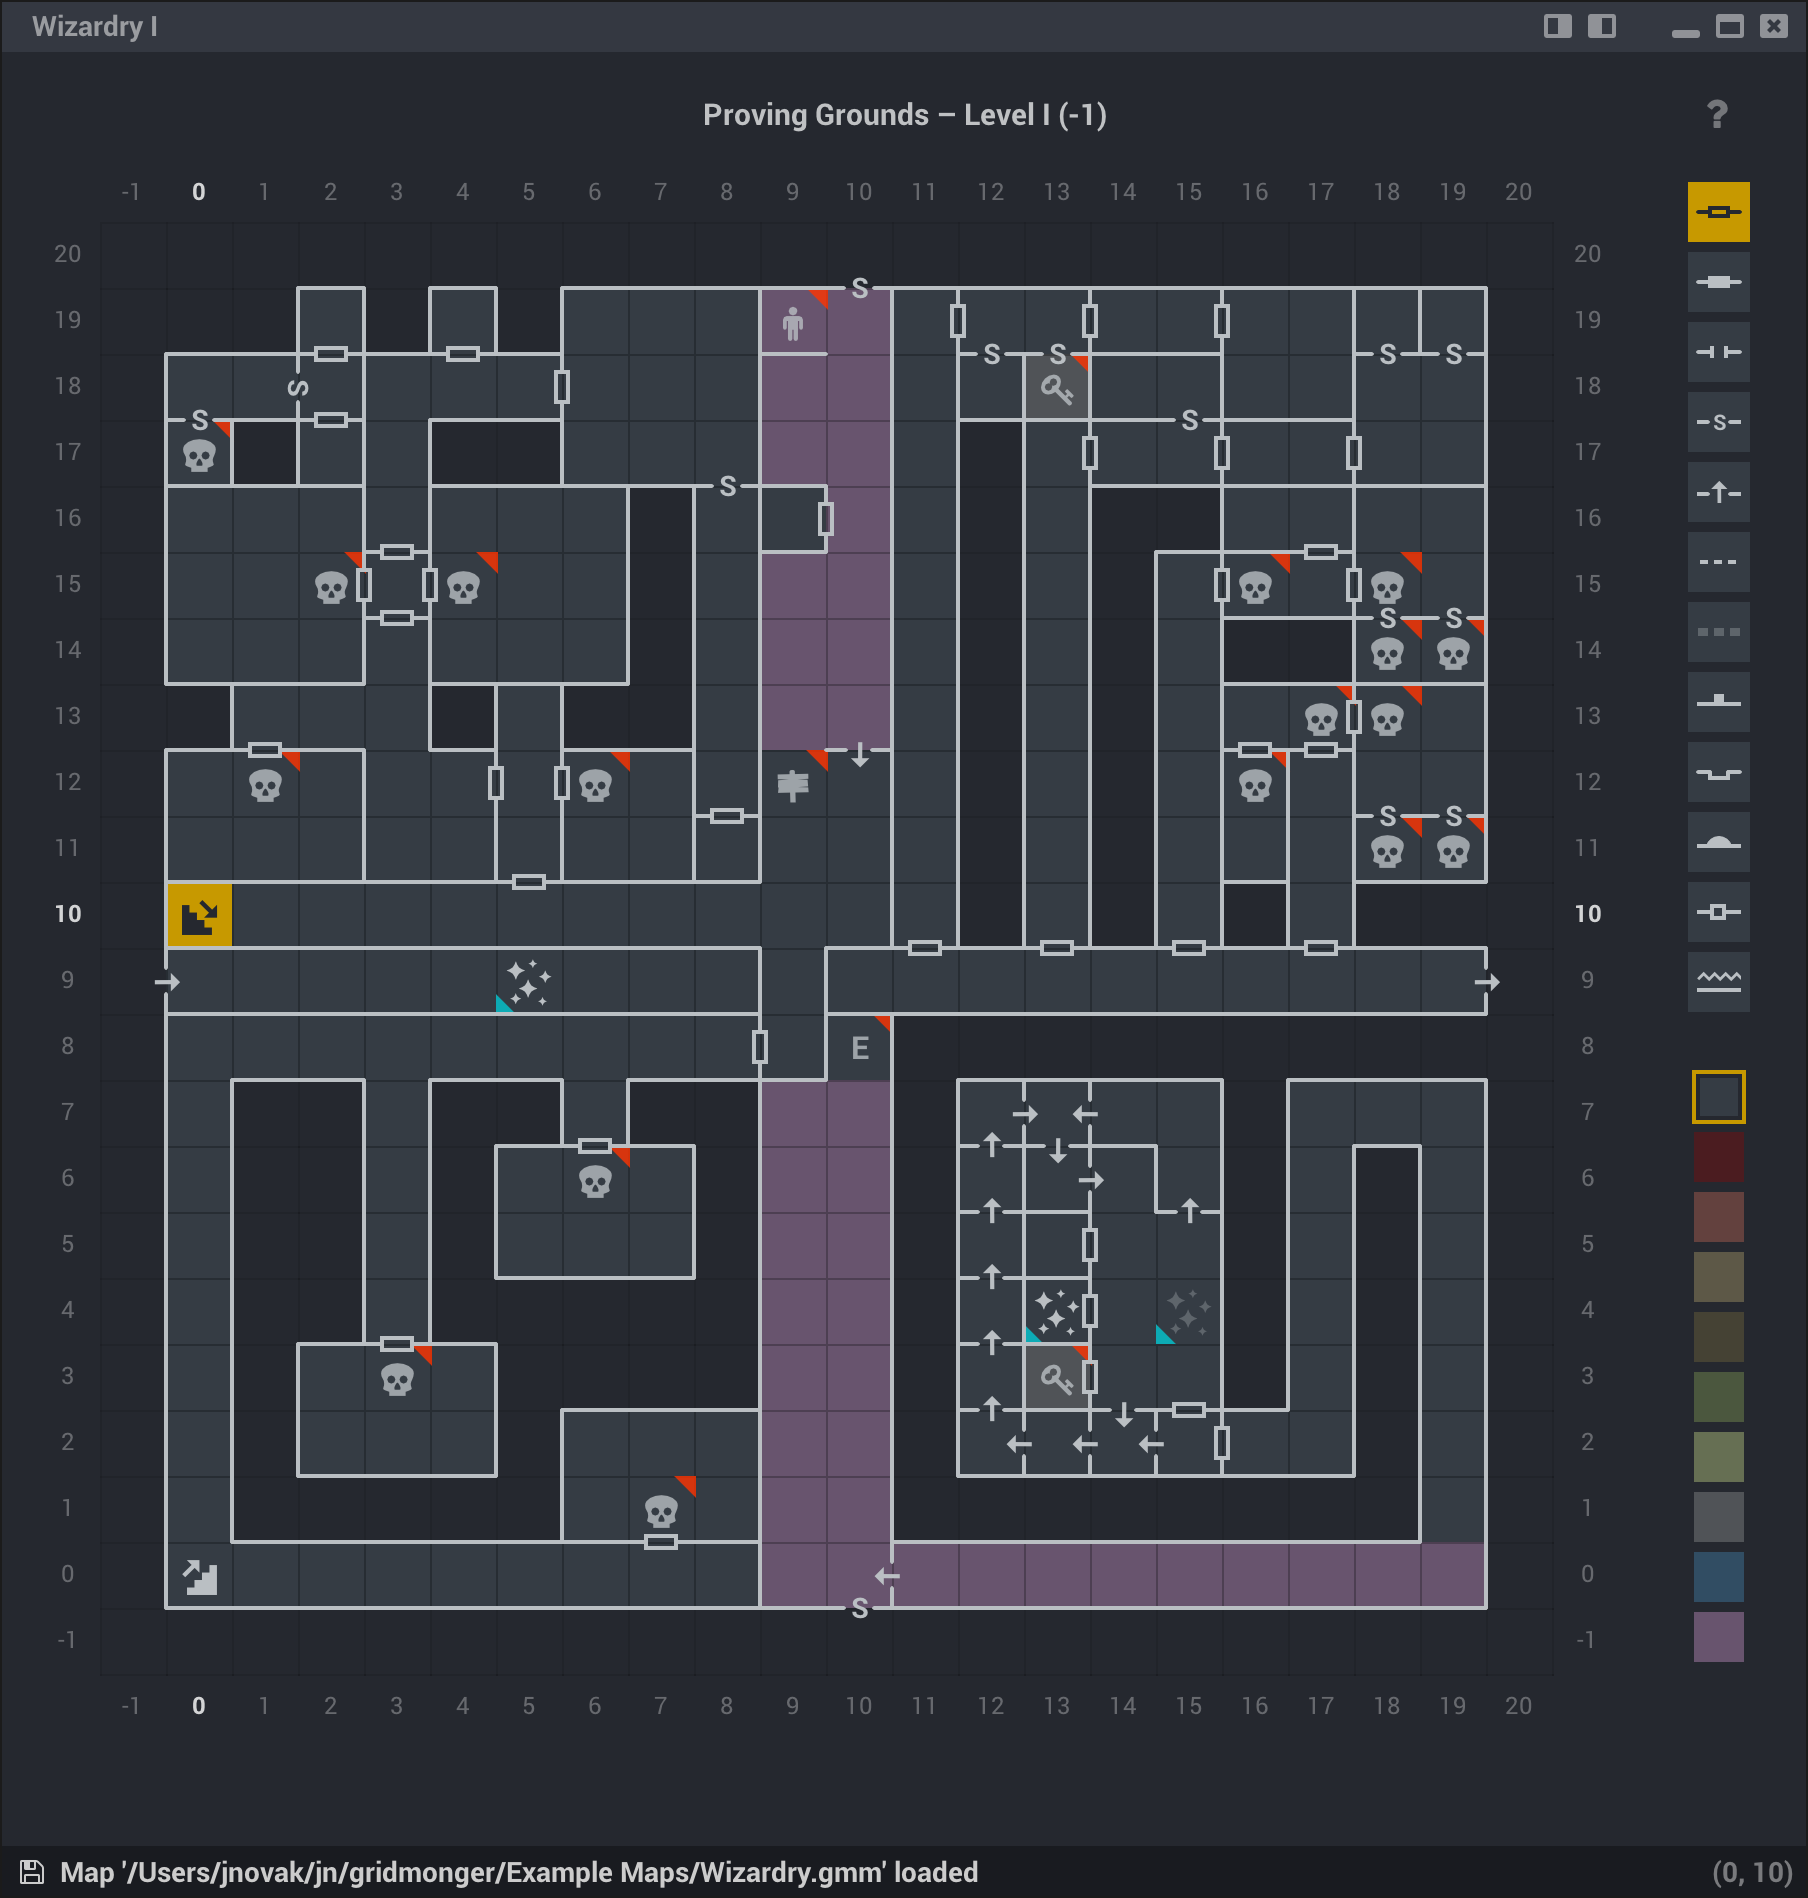 Wizardry I
Proving Grounds – Level I (-1)
?
-1 0 1 2 3 4 5 6 7 8 9 10 11 12 13 14 15 16 17 18 19 20
20 20
S
19 19
S S S S
18 S 18
S S
17 17
S
16 16
15 15
S S
14 14
13 13
12 12
S S
11 11
10 10
9 9
8 E 8
7 7
6 6
5 5
4 4
3 3
2 2
1 1
0 0
S
-1 -1
-1 0 1 2 3 4 5 6 7 8 9 10 11 12 13 14 15 16 17 18 19 20
S
Map '/Users/jnovak/jn/gridmonger/Example Maps/Wizardry.gmm' loaded
(0, 10)